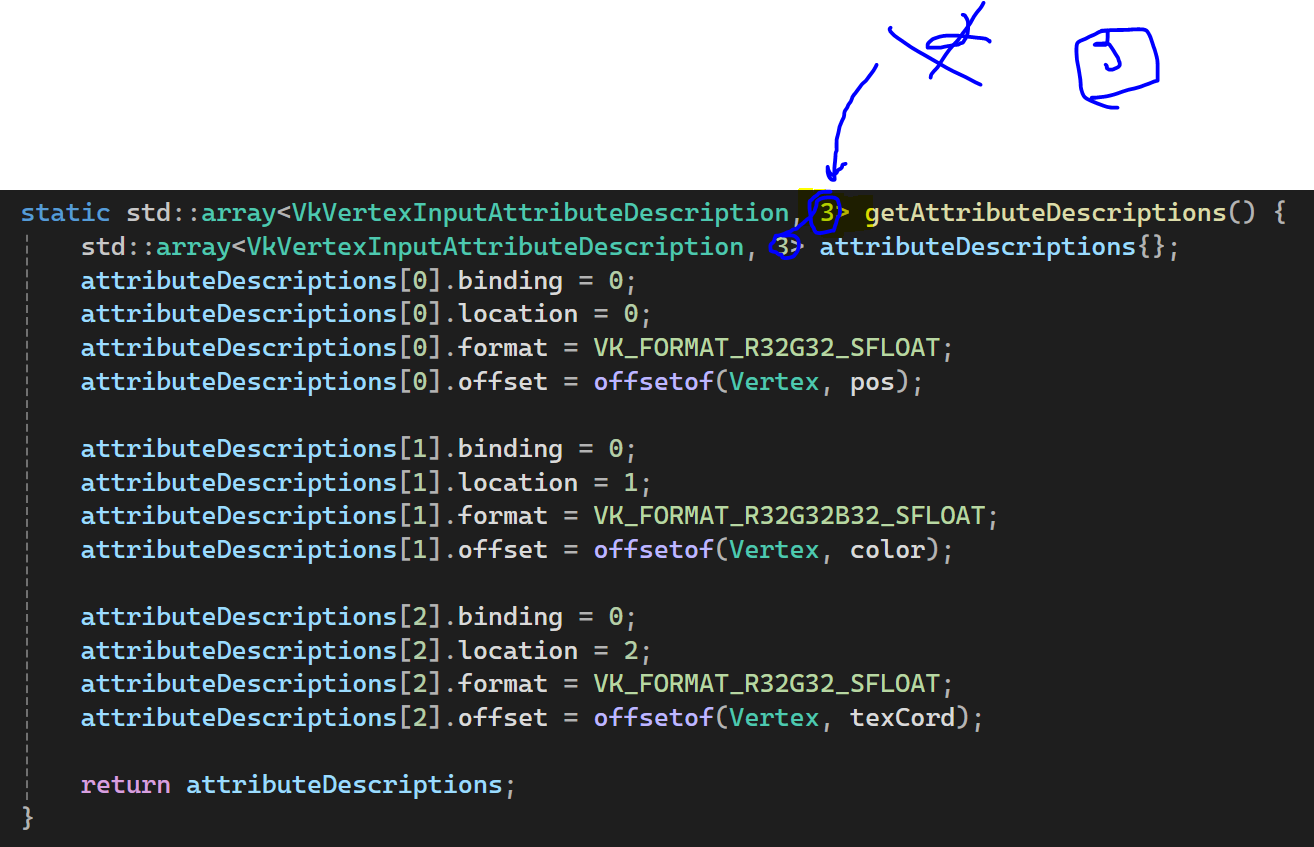 2 3
static std::array<VkVertexInputAttributeDescription, 3> getAttributeDescriptions() {
std::array<VkVertexInputAttributeDescription, 3> attributeDescriptions{};
attributeDescriptions[0].binding = 0;
attributeDescriptions[0].location = 0;
attributeDescriptions[0].format = VK_FORMAT_R32G32_SFLOAT;
attributeDescriptions[0].offset = offsetof(Vertex, pos);
attributeDescriptions[1].binding = 0;
attributeDescriptions[1].location = 1;
attributeDescriptions[1].format = VK_FORMAT_R32G32B32_SFLOAT;
attributeDescriptions[1].offset = offsetof(Vertex, color);
attributeDescriptions[2].binding = 0;
attributeDescriptions[2].location = 2;
attributeDescriptions[2].format = VK_FORMAT_R32G32_SFLOAT;
attributeDescriptions[2].offset = offsetof(Vertex, texCord);
return attributeDescriptions;
}